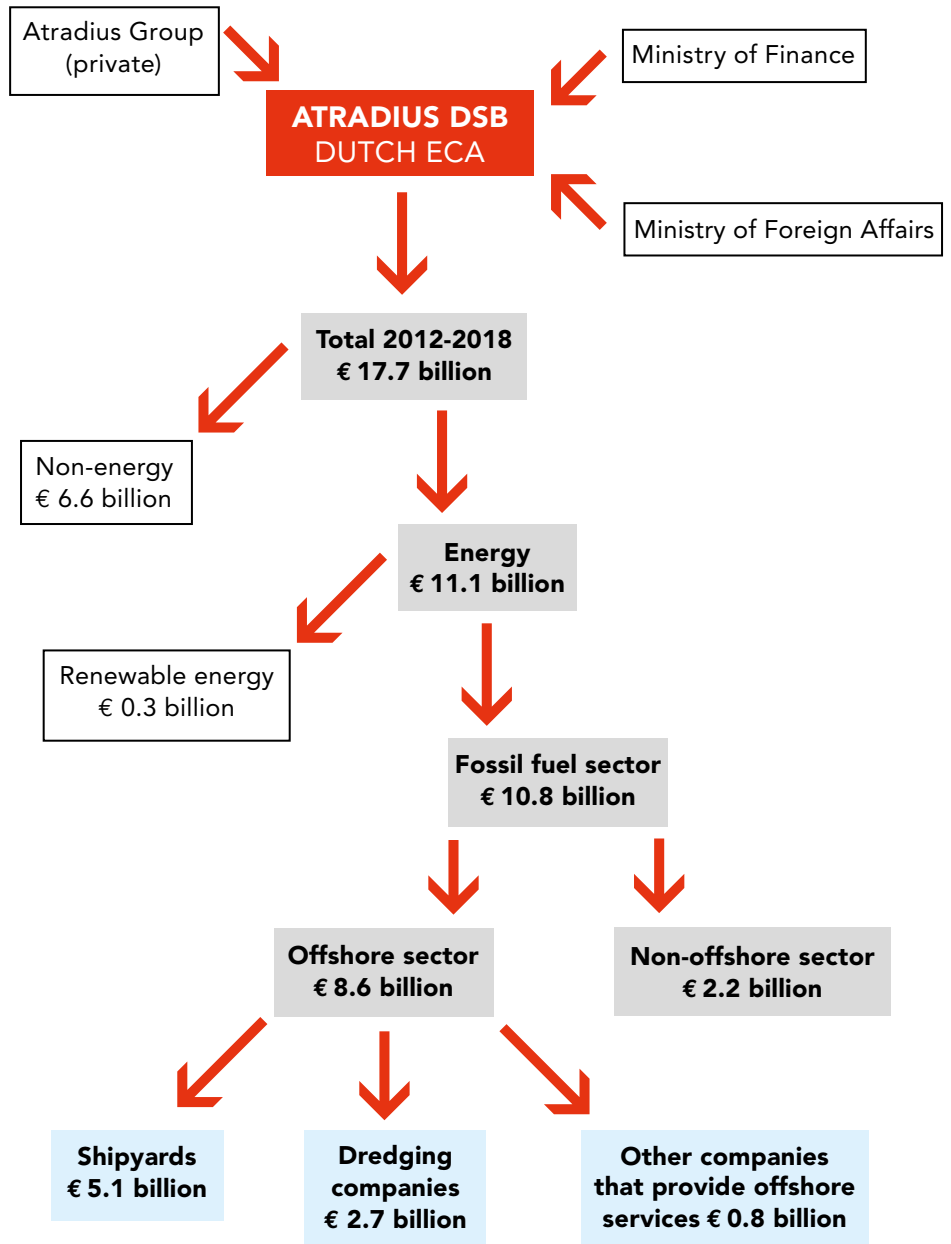 Atradius Group
(private)
Ministry of Finance
ATRADIUS DSB
DUTCH ECA
Ministry of Foreign Affairs
Total 2012-2018
€ 17.7 billion
Non-energy
€ 6.6 billion
Energy
€ 11.1 billion
Renewable energy
€ 0.3 billion
Fossil fuel sector
€ 10.8 billion
Offshore sector
€ 8.6 billion
Non-offshore sector
€ 2.2 billion
Shipyards
€ 5.1 billion
Dredging
companies
€ 2.7 billion
Other companies
that provide offshore
services € 0.8 billion